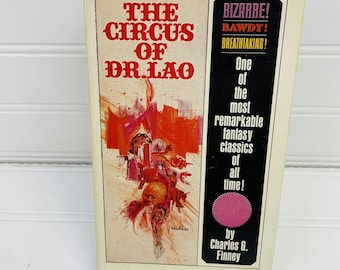 THE
CIRCUS
OF
DR. LAO
BIZARRE!
BAWDY!
BREATHTAKING!
One
of the
most
remarkable
fantasy
classics
of
all
time!
by
Charles G.
Finney